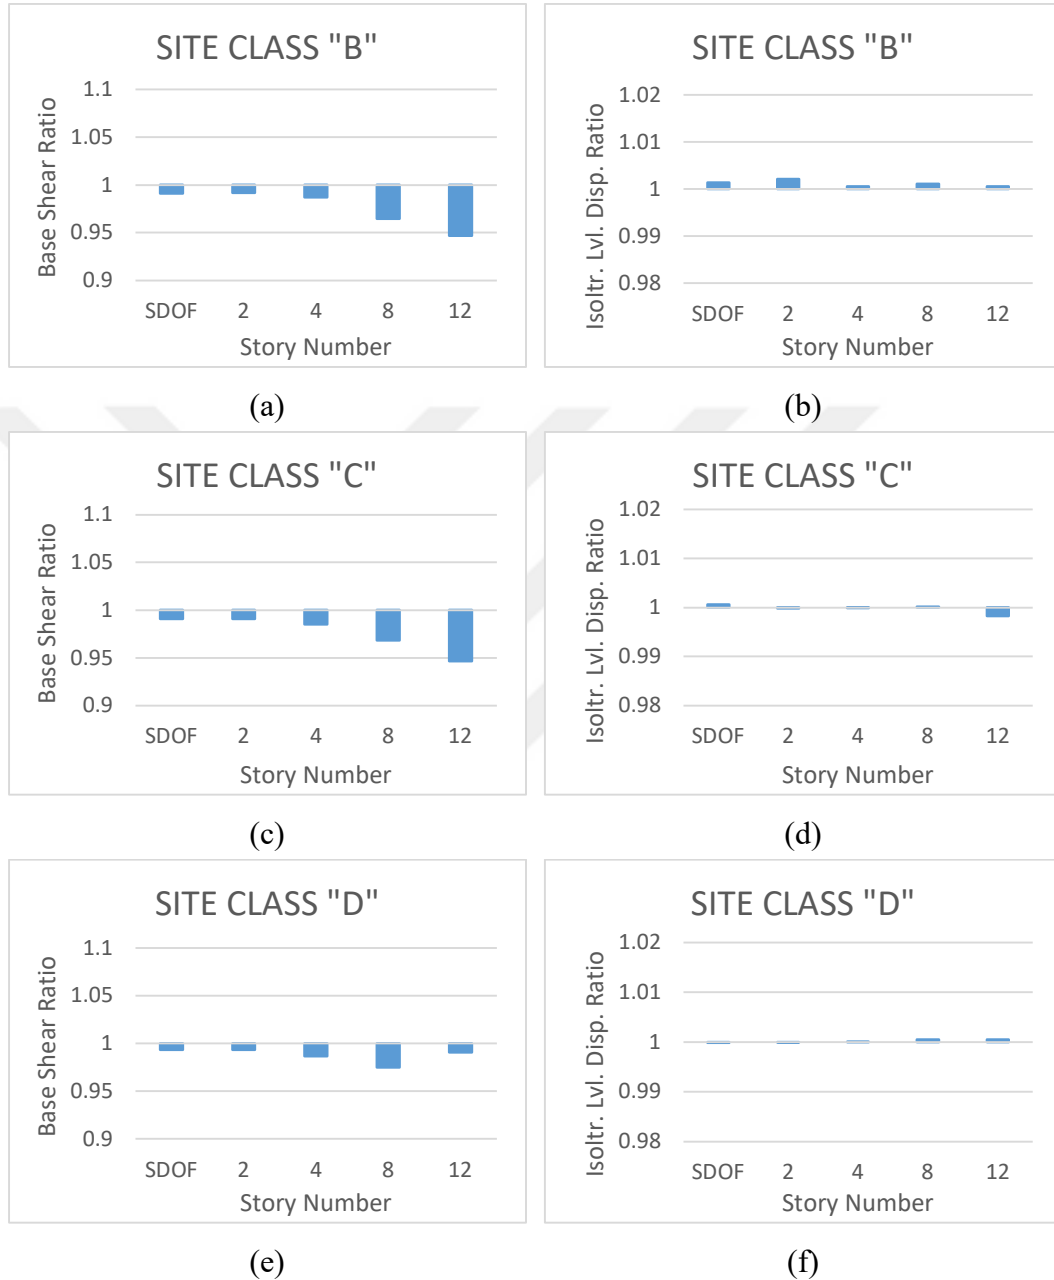 SITE CLASS "B"
Base Shear Ratio
1.1
1.05
1
0.95
0.9
SDOF 2 4 8 12
Story Number
(a)
SITE CLASS "B"
Isoltr. Lvl. Disp. Ratio
1.02
1.01
1
0.99
0.98
SDOF 2 4 8 12
Story Number
(b)
SITE CLASS "C"
Base Shear Ratio
1.1
1.05
1
0.95
0.9
SDOF 2 4 8 12
Story Number
(c)
SITE CLASS "C"
Isoltr. Lvl. Disp. Ratio
1.02
1.01
1
0.99
0.98
SDOF 2 4 8 12
Story Number
(d)
SITE CLASS "D"
Base Shear Ratio
1.1
1.05
1
0.95
0.9
SDOF 2 4 8 12
Story Number
(e)
SITE CLASS "D"
Isoltr. Lvl. Disp. Ratio
1.02
1.01
1
0.99
0.98
SDOF 2 4 8 12
Story Number
(f)